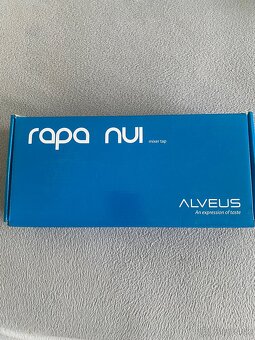 rapa nui mixer tap
ALVEUS
An expression of taste